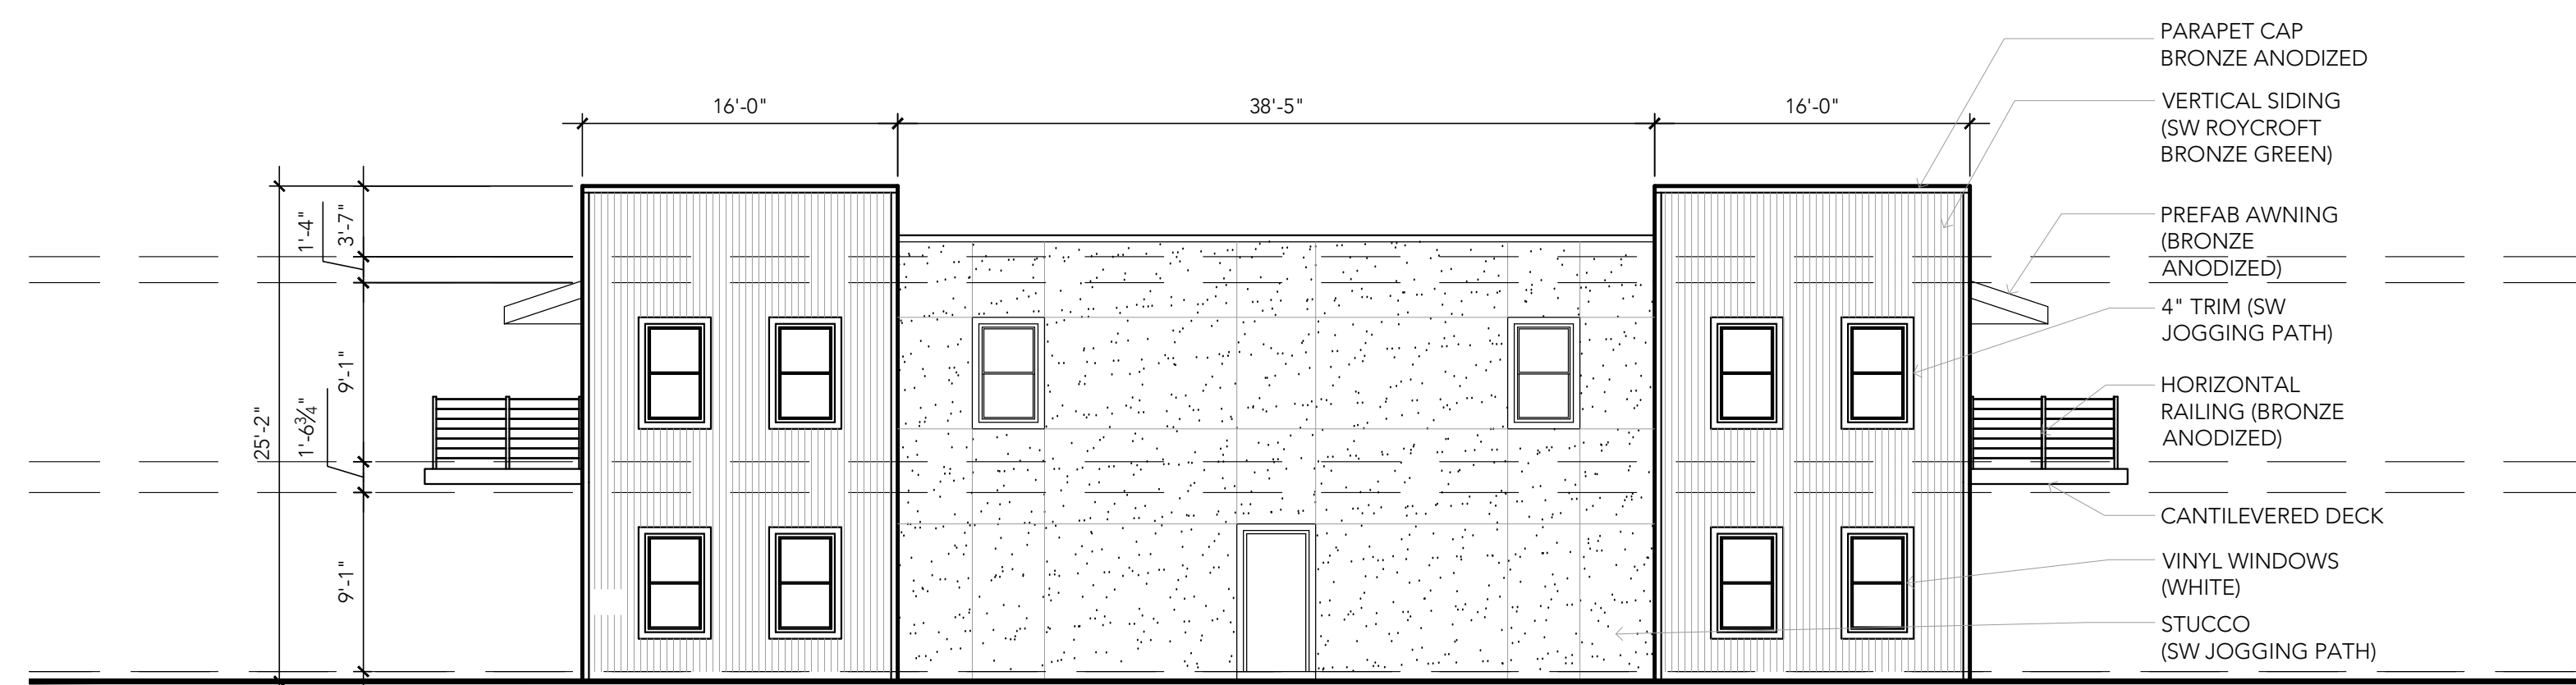 PARAPET CAP
BRONZE ANODIZED
16'-0"
38'-5"
16'-0"
VERTICAL SIDING
(SW ROYCROFT
BRONZE GREEN)
1'-4"
3'-7"
PREFAB AWNING
(BRONZE
ANODIZED)
4" TRIM (SW
JOGGING PATH)
9'-1"
HORIZONTAL
RAILING (BRONZE
ANODIZED)
25'-2"
1'-6¾"
CANTILEVERED DECK
9'-1"
VINYL WINDOWS
(WHITE)
STUCCO
(SW JOGGING PATH)